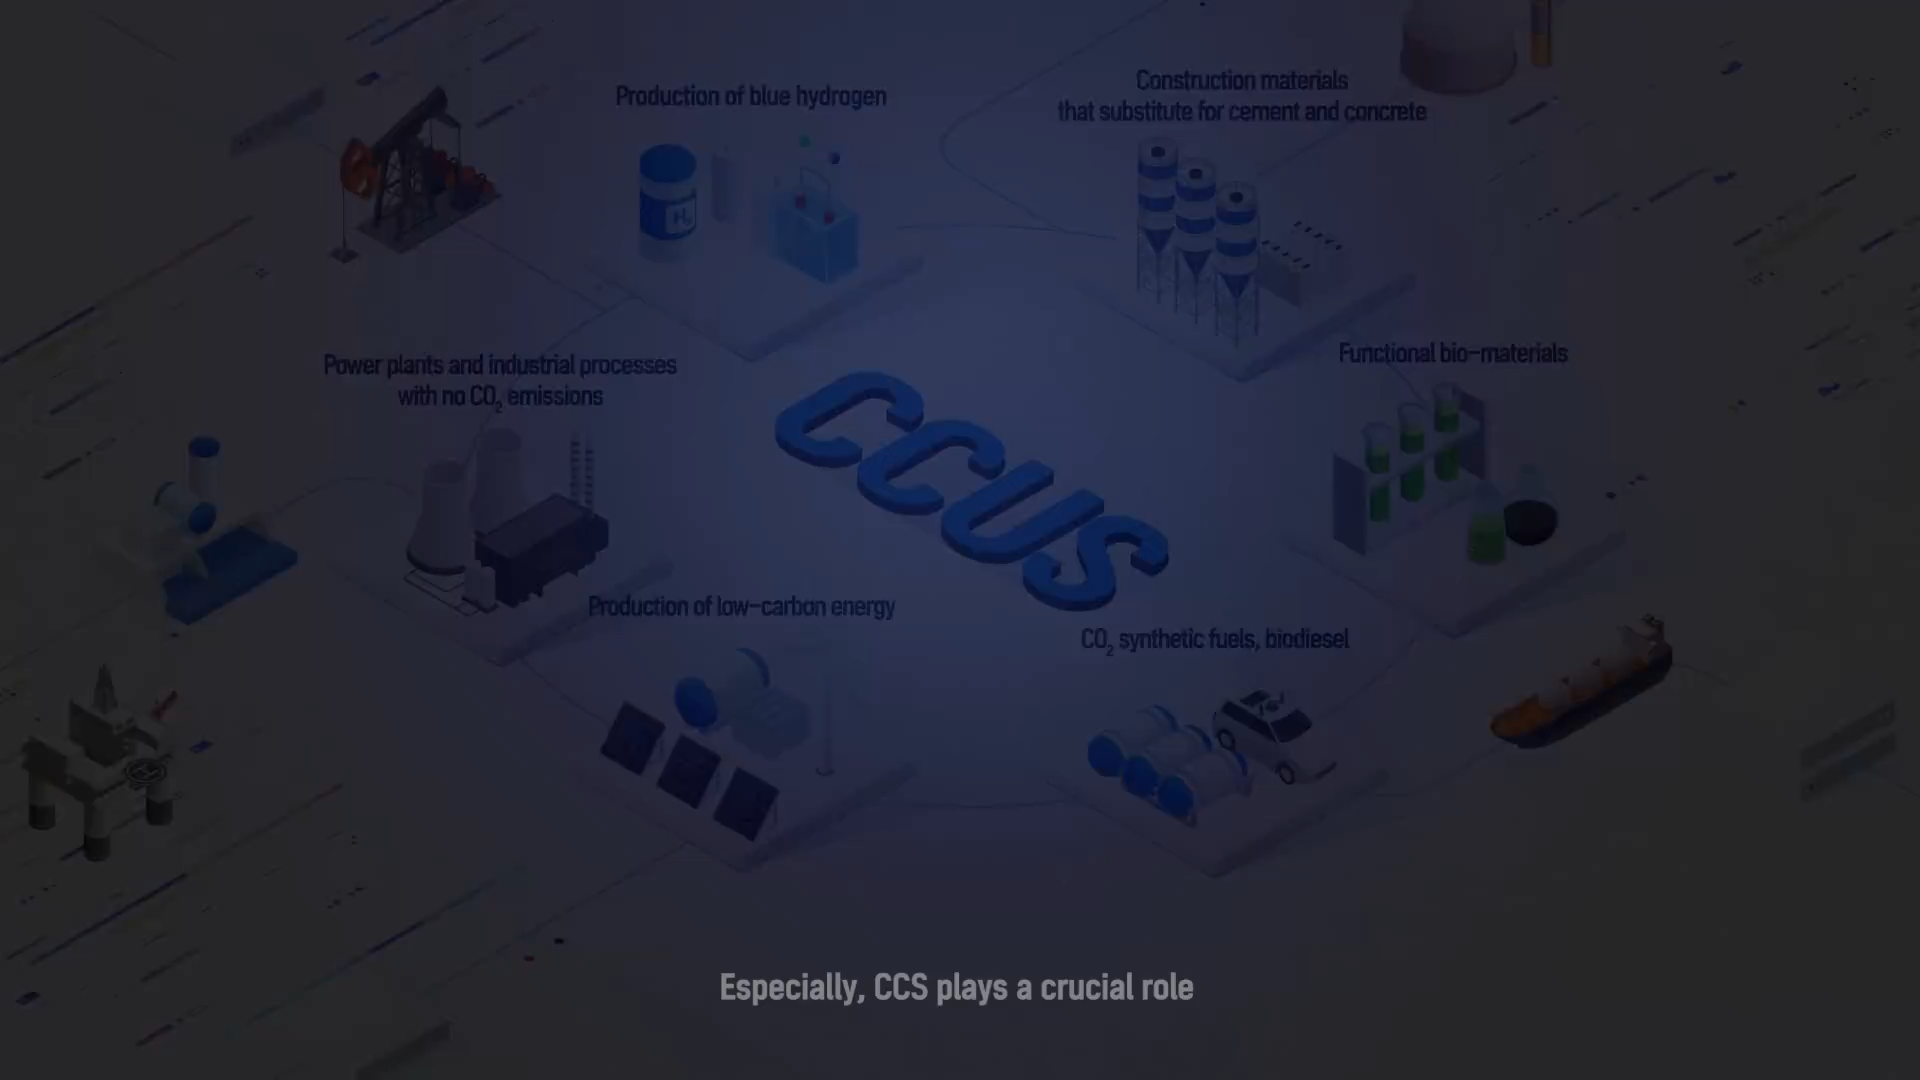 Production of blue hydrogen
Construction materials
that substitute for cement and concrete
H₂
Power plants and industrial processes
with no CO₂ emissions
Functional bio-materials
CCUS
Production of low-carbon energy
CO₂ synthetic fuels, biodiesel
Especially, CCS plays a crucial role